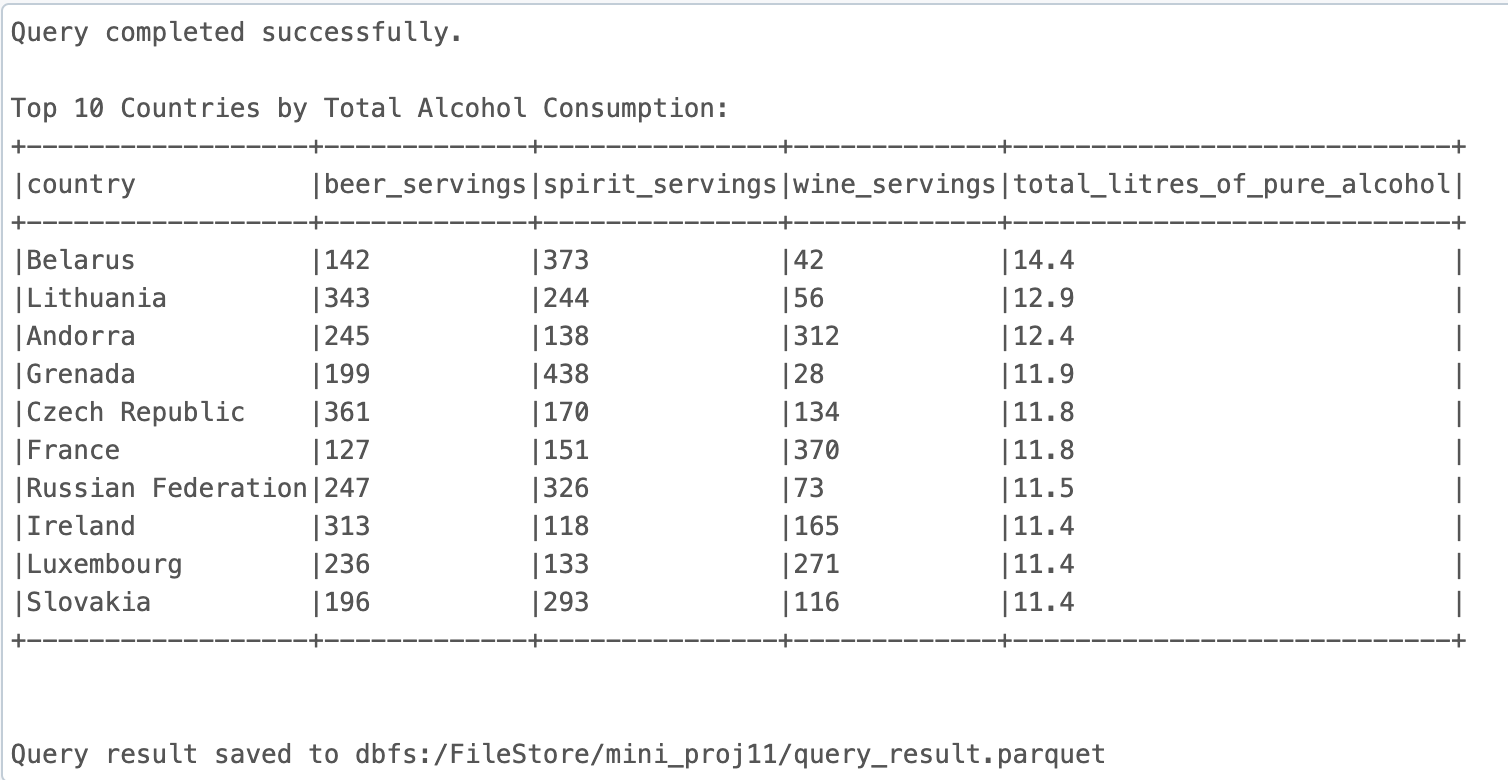 Query completed successfully.
Top 10 Countries by Total Alcohol Consumption:
+------------------+-------------+---------------+-------------+----------------------------+
|country           |beer_servings|spirit_servings|wine_servings|total_litres_of_pure_alcohol|
+------------------+-------------+---------------+-------------+----------------------------+
|Belarus           |142          |373            |42           |14.4                        |
|Lithuania         |343          |244            |56           |12.9                        |
|Andorra           |245          |138            |312          |12.4                        |
|Grenada           |199          |438            |28           |11.9                        |
|Czech Republic    |361          |170            |134          |11.8                        |
|France            |127          |151            |370          |11.8                        |
|Russian Federation|247          |326            |73           |11.5                        |
|Ireland           |313          |118            |165          |11.4                        |
|Luxembourg        |236          |133            |271          |11.4                        |
|Slovakia          |196          |293            |116          |11.4                        |
+------------------+-------------+---------------+-------------+----------------------------+
Query result saved to dbfs:/FileStore/mini_proj11/query_result.parquet